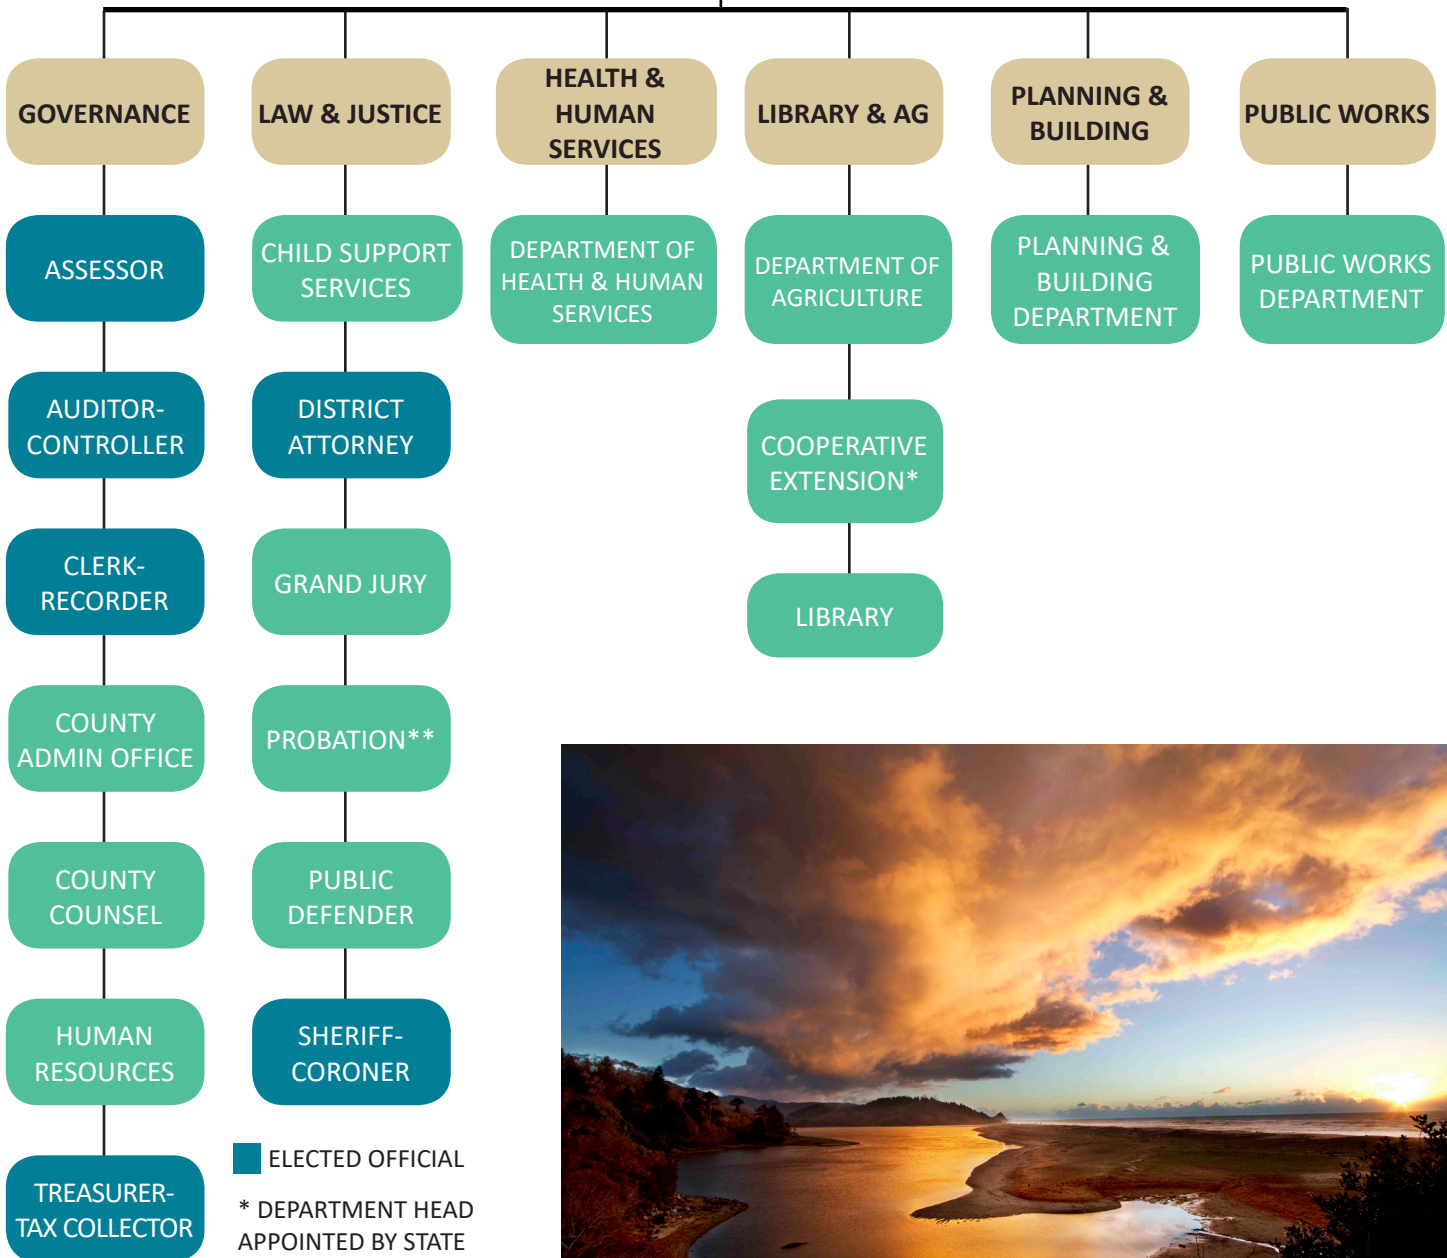 GOVERNANCE
LAW & JUSTICE
HEALTH &
HUMAN
SERVICES
LIBRARY & AG
PLANNING &
BUILDING
PUBLIC WORKS
ASSESSOR
AUDITOR-
CONTROLLER
CLERK-
RECORDER
COUNTY
ADMIN OFFICE
COUNTY
COUNSEL
HUMAN
RESOURCES
TREASURER-
TAX COLLECTOR
CHILD SUPPORT
SERVICES
DISTRICT
ATTORNEY
GRAND JURY
PROBATION**
PUBLIC
DEFENDER
SHERIFF-
CORONER
DEPARTMENT OF
HEALTH & HUMAN
SERVICES
DEPARTMENT OF
AGRICULTURE
COOPERATIVE
EXTENSION*
LIBRARY
PLANNING &
BUILDING
DEPARTMENT
PUBLIC WORKS
DEPARTMENT
ELECTED OFFICIAL
* DEPARTMENT HEAD
APPOINTED BY STATE